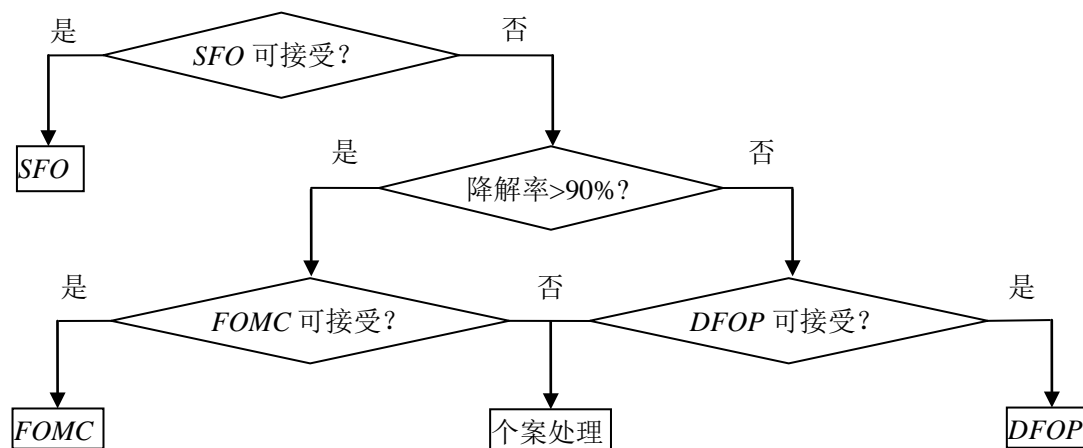 是
否
SFO 可接受？
SFO
是
否
降解率>90%?
是
否
是
FOMC 可接受？
DFOP 可接受？
FOMC
个案处理
DFOP